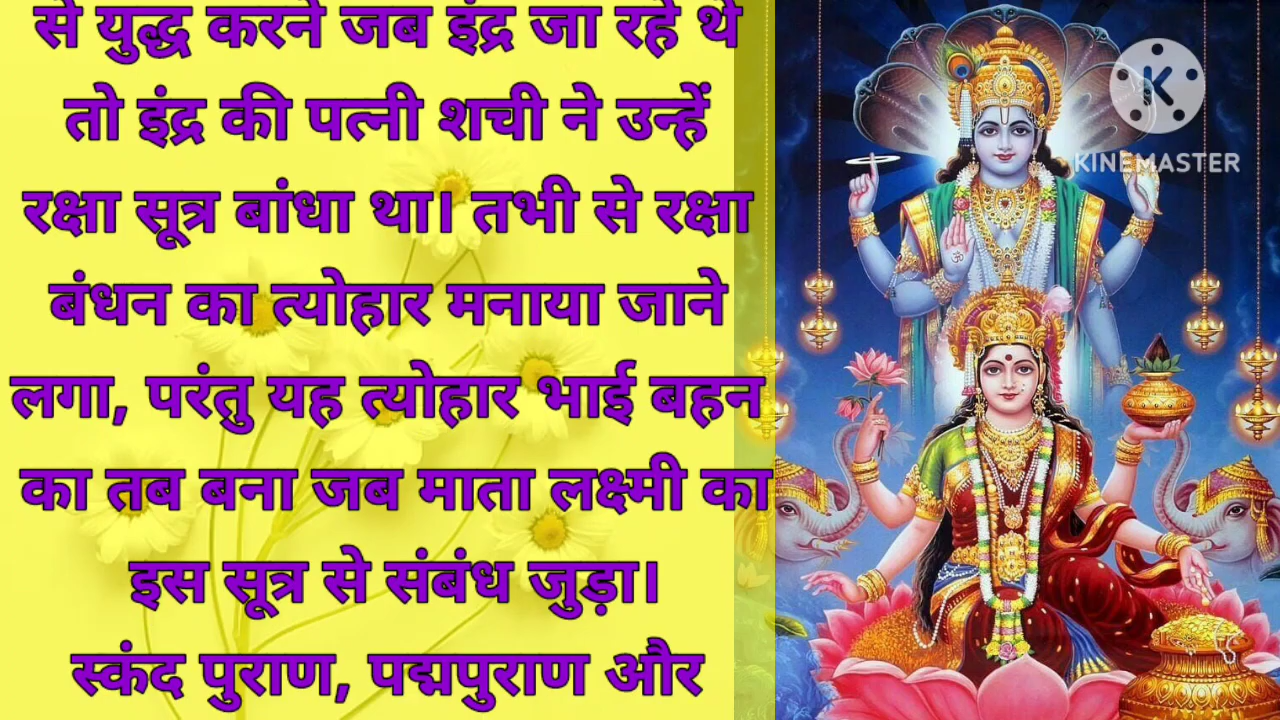 से युद्ध करने जब इंद्र जा रहे थे
तो इंद्र की पत्नी शची ने उन्हें
रक्षा सूत्र बांधा था। तभी से रक्षा
बंधन का त्योहार मनाया जाने
लगा, परंतु यह त्योहार भाई बहन
का तब बना जब माता लक्ष्मी का
इस सूत्र से संबंध जुड़ा।
स्कंद पुराण, पद्मपुराण और
K
KINEMASTER
ॐ